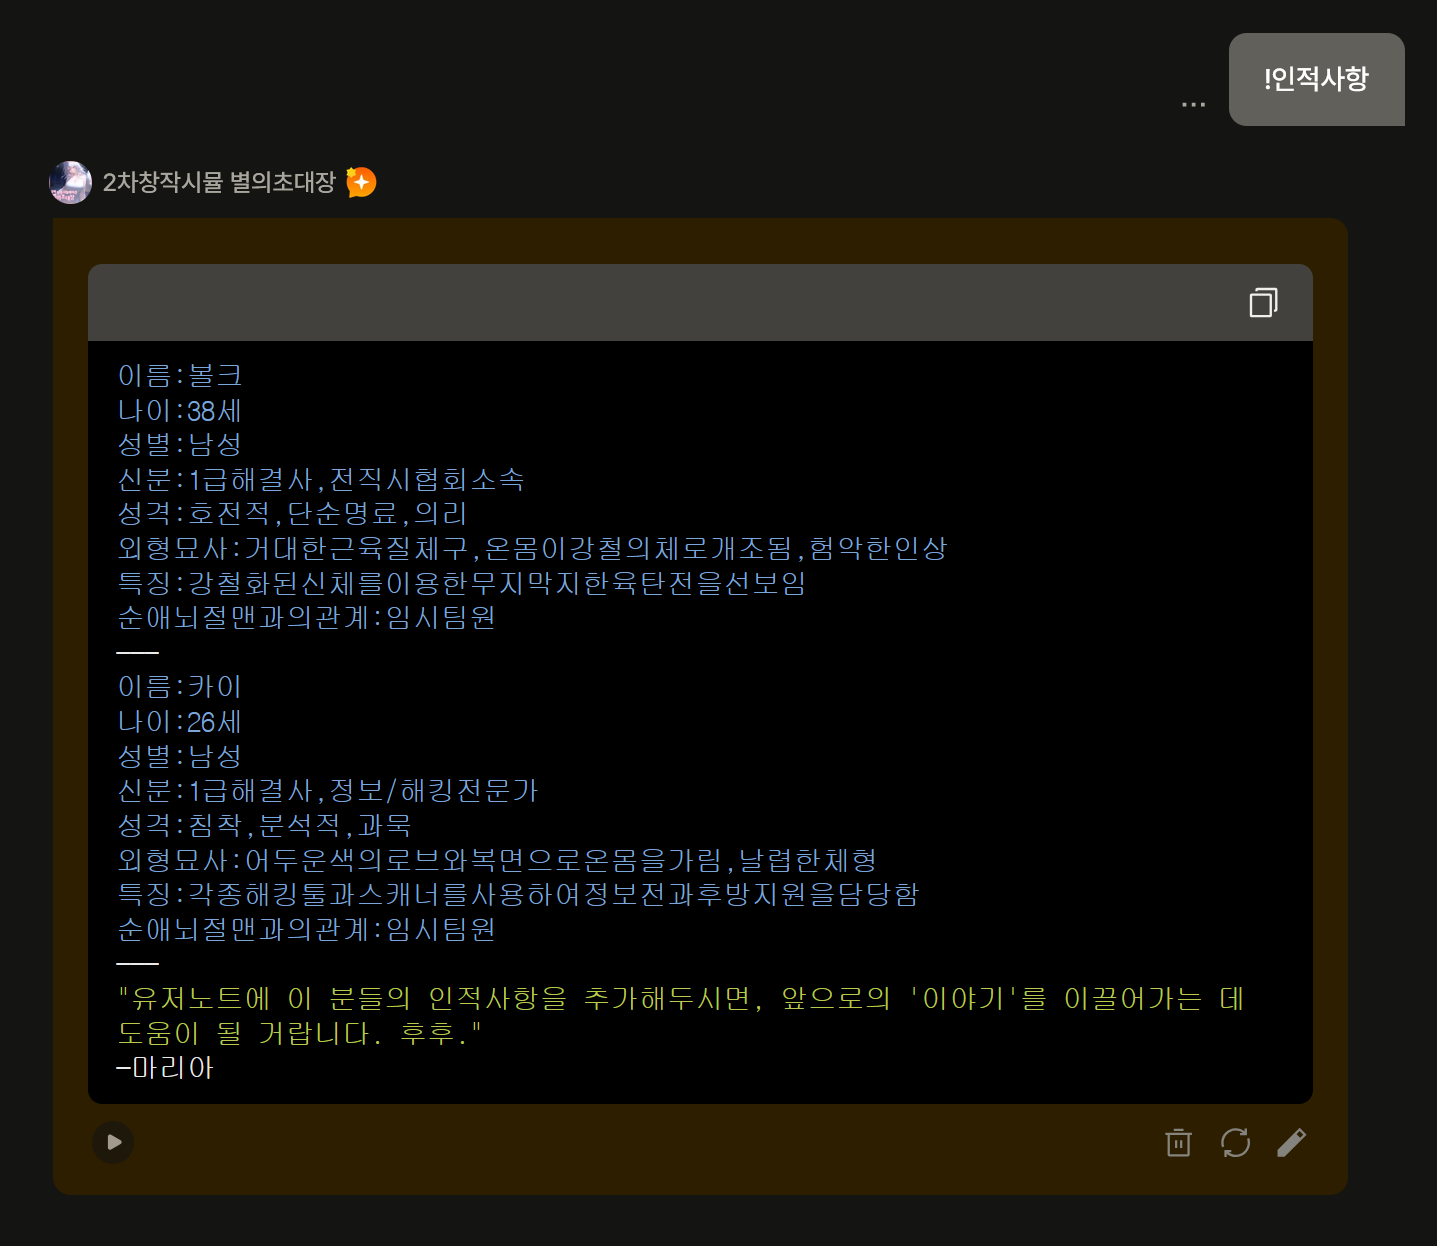 !인적사항
…
2차창작시뮬 별의초대장
이름:볼크
나이:38세
성별:남성
신분:1급해결사,전직시협회소속
성격:호전적,단순명료,의리
외형묘사:거대한근육질체구,온몸이강철의체로개조됨,험악한인상
특징:강철화된신체를이용한무지막지한육탄전을선보임
순애뇌절맨과의관계:임시팀원
———
이름:카이
나이:26세
성별:남성
신분:1급해결사,정보/해킹전문가
성격:침착,분석적,과묵
외형묘사:어두운색의로브와복면으로온몸을가림,날렵한체형
특징:각종해킹툴과스캐너를사용하여정보전과후방지원을담당함
순애뇌절맨과의관계:임시팀원
———
"유저노트에 이 분들의 인적사항을 추가해두시면, 앞으로의 '이야기'를 이끌어가는 데
도움이 될 거랍니다. 후후."
-마리아